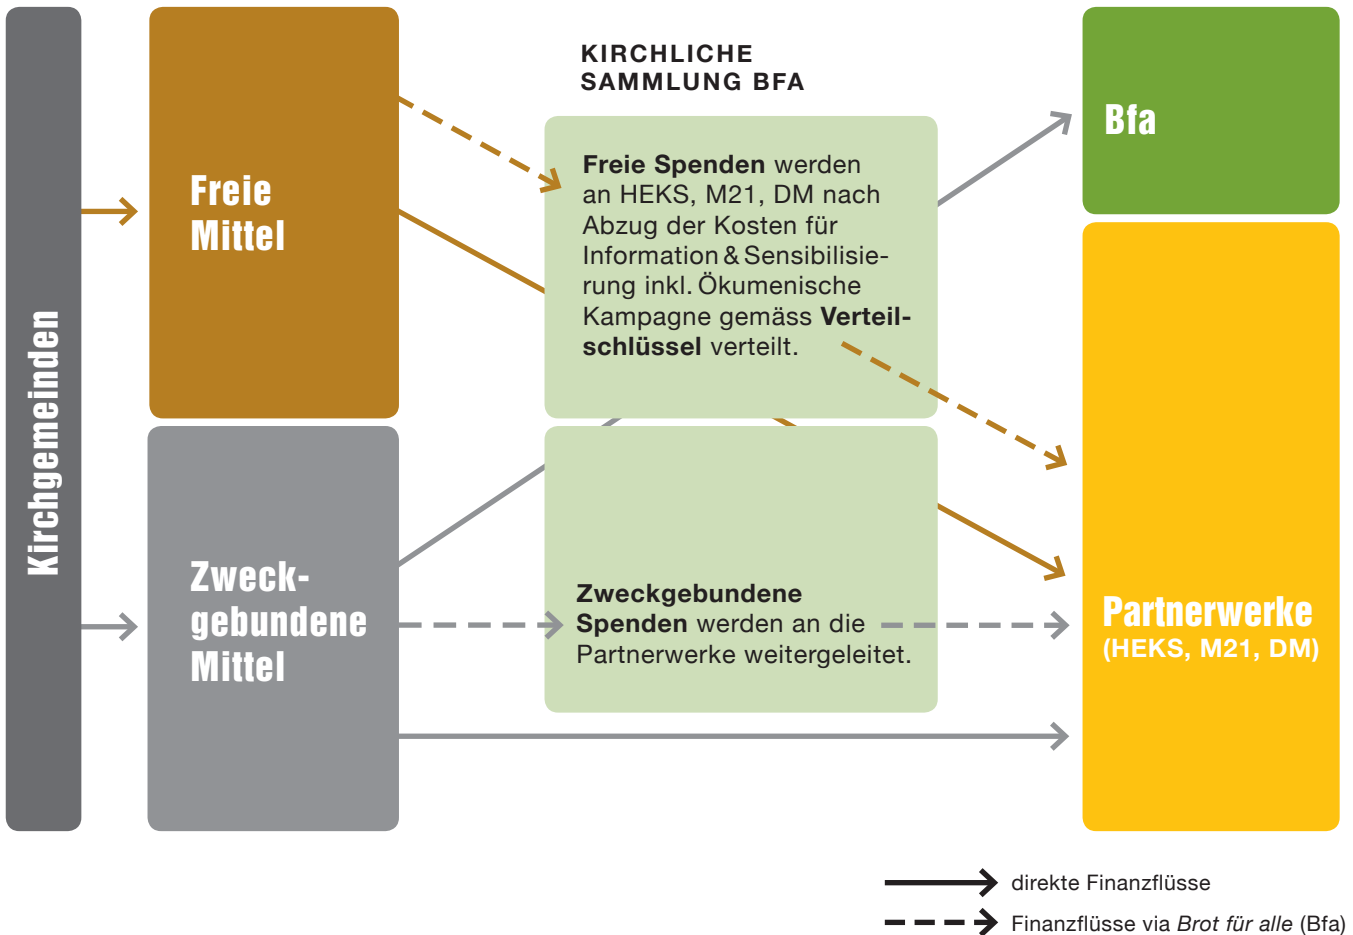 Kirchgemeinden
Freie
Mittel
Zweck-
gebundene
Mittel
KIRCHLICHE
SAMMLUNG BFA
Freie Spenden werden
an HEKS, M21, DM nach
Abzug der Kosten für
Information & Sensibilisie-
rung inkl. Ökumenische
Kampagne gemäss Verteil-
schlüssel verteilt.
Zweckgebundene
Spenden werden an die
Partnerwerke weitergeleitet.
Bfa
Partnerwerke
(HEKS, M21, DM)
direkte Finanzflüsse
Finanzflüsse via Brot für alle (Bfa)